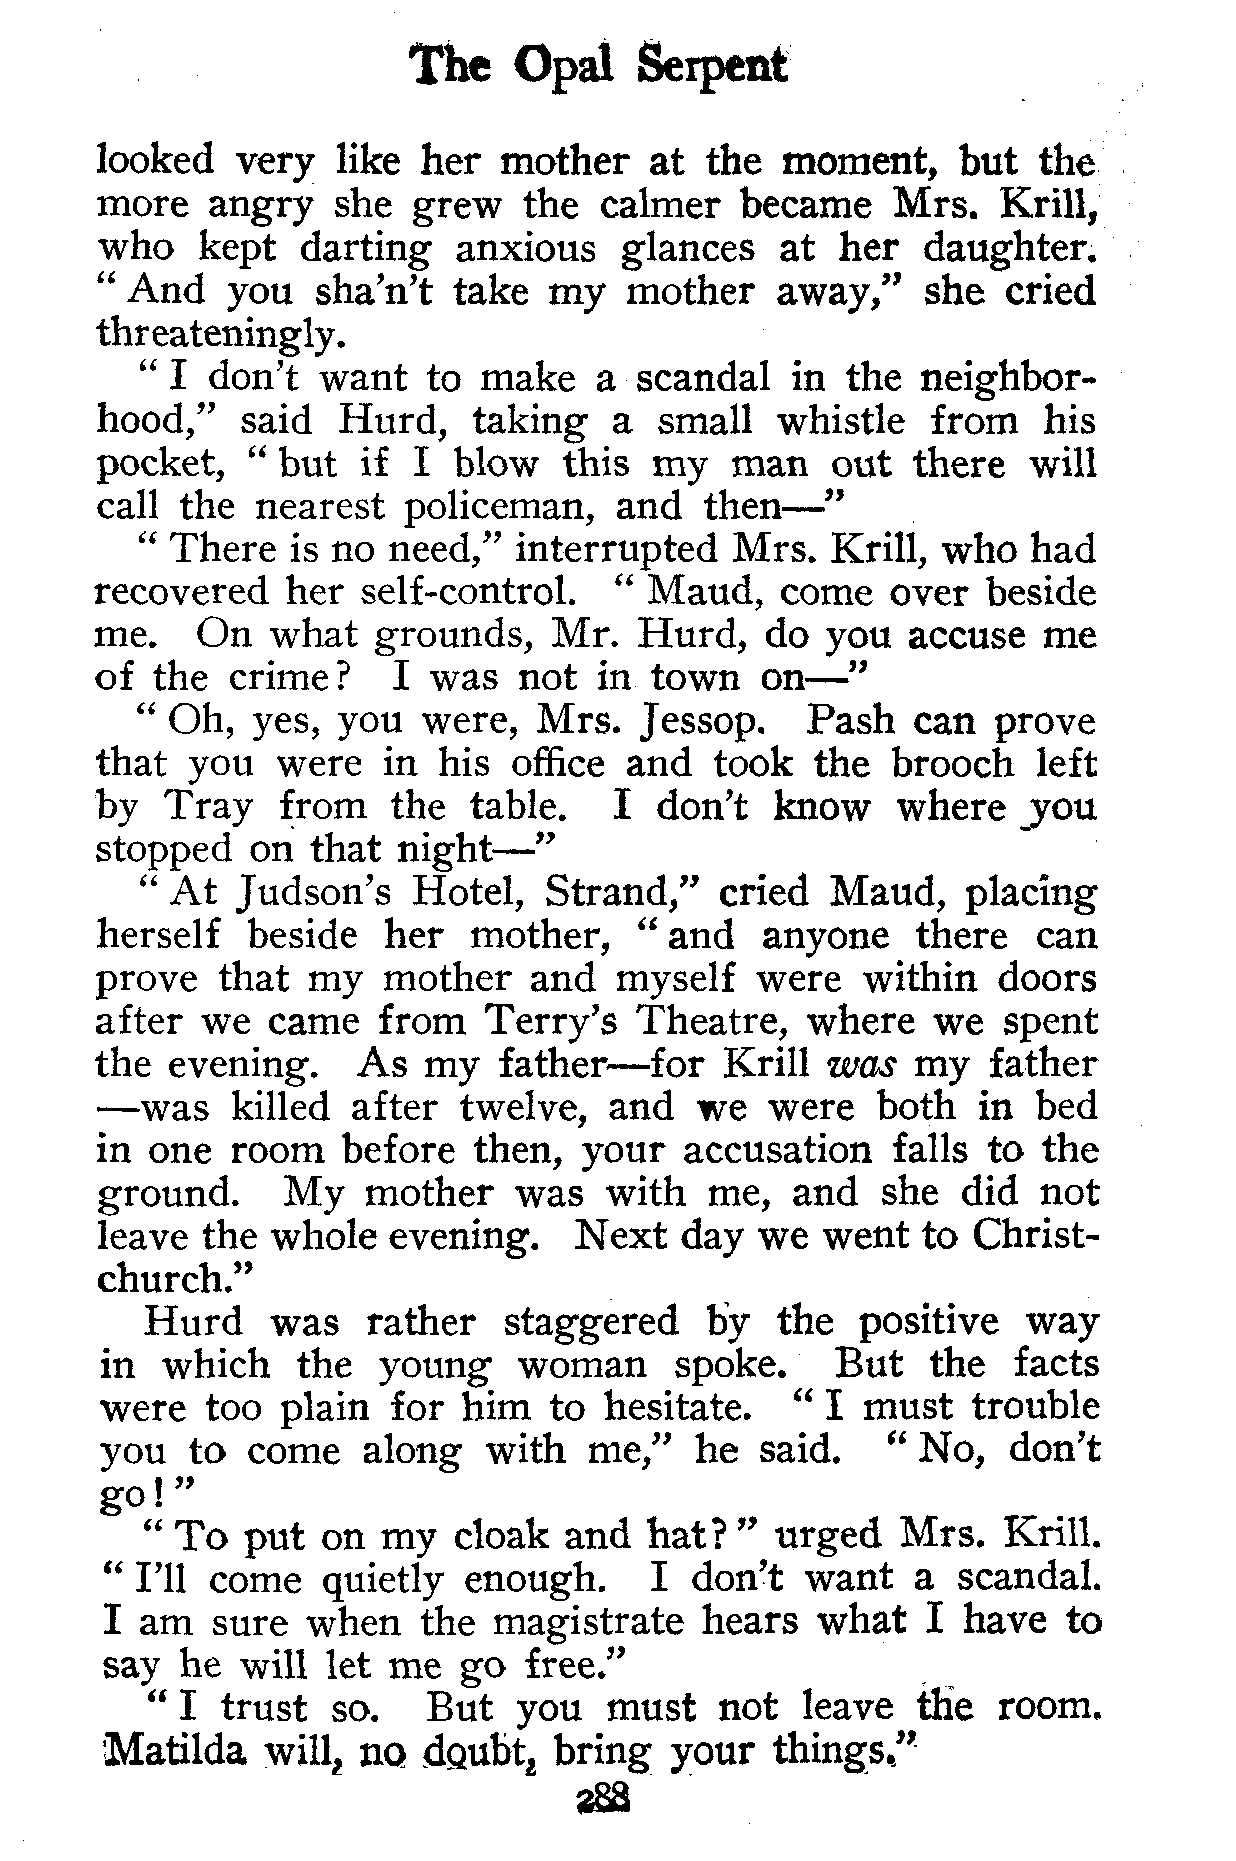 The Opal Serpent
looked very like her mother at the moment, but the
more angry she grew the calmer became Mrs. Krill,
who kept darting anxious glances at her daughter.
" And you sha'n't take my mother away," she cried
threateningly.
" I don't want to make a scandal in the neighbor-
hood," said Hurd, taking a small whistle from his
pocket, " but if I blow this my man out there will
call the nearest policeman, and then—"
" There is no need," interrupted Mrs. Krill, who had
recovered her self-control. " Maud, come over beside
me. On what grounds, Mr. Hurd, do you accuse me
of the crime? I was not in town on—"
" Oh, yes, you were, Mrs. Jessop. Pash can prove
that you were in his office and took the brooch left
by Tray from the table. I don't know where you
stopped on that night—"
" At Judson's Hotel, Strand," cried Maud, placing
herself beside her mother, " and anyone there can
prove that my mother and myself were within doors
after we came from Terry's Theatre, where we spent
the evening. As my father—for Krill was my father
—was killed after twelve, and we were both in bed
in one room before then, your accusation falls to the
ground. My mother was with me, and she did not
leave the whole evening. Next day we went to Christ-
church."
Hurd was rather staggered by the positive way
in which the young woman spoke. But the facts
were too plain for him to hesitate. " I must trouble
you to come along with me," he said. " No, don't
go! "
" To put on my cloak and hat? " urged Mrs. Krill.
" I'll come quietly enough. I don't want a scandal.
I am sure when the magistrate hears what I have to
say he will let me go free."
" I trust so. But you must not leave the room.
Matilda will, no doubt, bring your things."
288